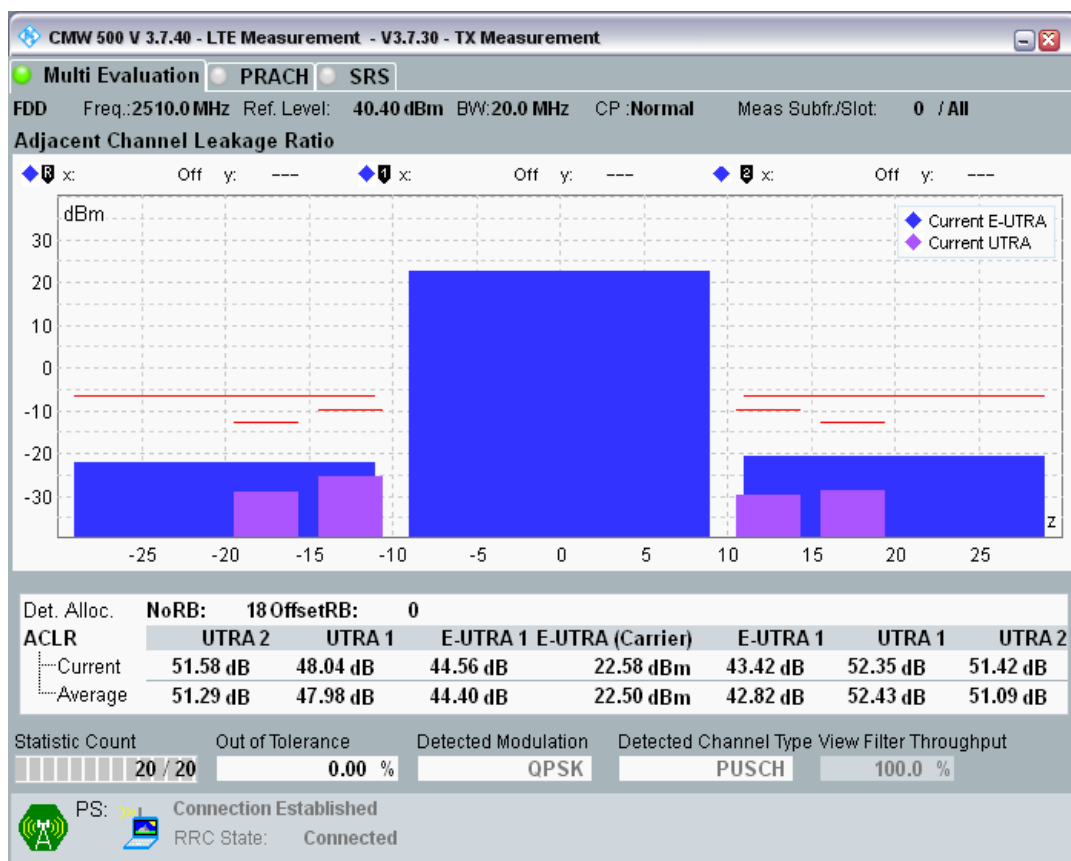 CMW 500 V 3.7.40 - LTE Measurement - V3.7.30 - TX Measurement
Multi Evaluation PRACH SRS
FDD Freq.:2510.0 MHz Ref. Level: 40.40 dBm BW:20.0 MHz CP :Normal Meas Subfr./Slot: 0 / All
Adjacent Channel Leakage Ratio
R x: Off y: --- 1 x: Off y: --- 2 x: Off y: ---
dBm
Current E-UTRA
Current UTRA
30
20
10
0
-10
-20
-30
z
-25 -20 -15 -10 -5 0 5 10 15 20 25
Det. Alloc. NoRB: 18 OffsetRB: 0
ACLR UTRA 2 UTRA 1 E-UTRA 1 E-UTRA (Carrier) E-UTRA 1 UTRA 1 UTRA 2
Current 51.58 dB 48.04 dB 44.56 dB 22.58 dBm 43.42 dB 52.35 dB 51.42 dB
Average 51.29 dB 47.98 dB 44.40 dB 22.50 dBm 42.82 dB 52.43 dB 51.09 dB
Statistic Count Out of Tolerance Detected Modulation Detected Channel Type View Filter Throughput
20 / 20 0.00 % QPSK PUSCH 100.0 %
PS: Connection Established
RRC State: Connected